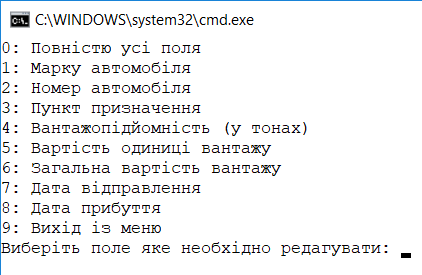 C:\WINDOWS\system32\cmd.exe
0: Повністю усі поля
1: Марку автомобіля
2: Номер автомобіля
3: Пункт призначення
4: Вантажопідйомність (у тонах)
5: Вартість одиниці вантажу
6: Загальна вартість вантажу
7: Дата відправлення
8: Дата прибуття
9: Вихід із меню
Виберіть поле яке необхідно редагувати: